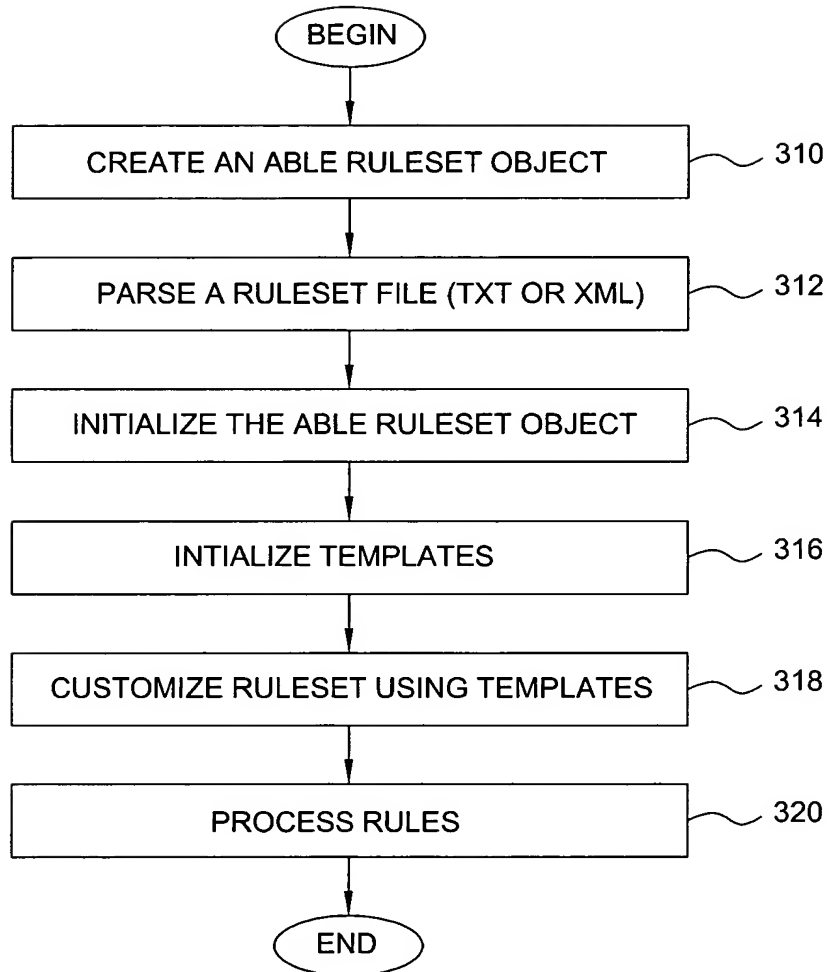 BEGIN
CREATE AN ABLE RULESET OBJECT 310
PARSE A RULESET FILE (TXT OR XML) 312
INITIALIZE THE ABLE RULESET OBJECT 314
INTIALIZE TEMPLATES 316
CUSTOMIZE RULESET USING TEMPLATES 318
PROCESS RULES 320
END